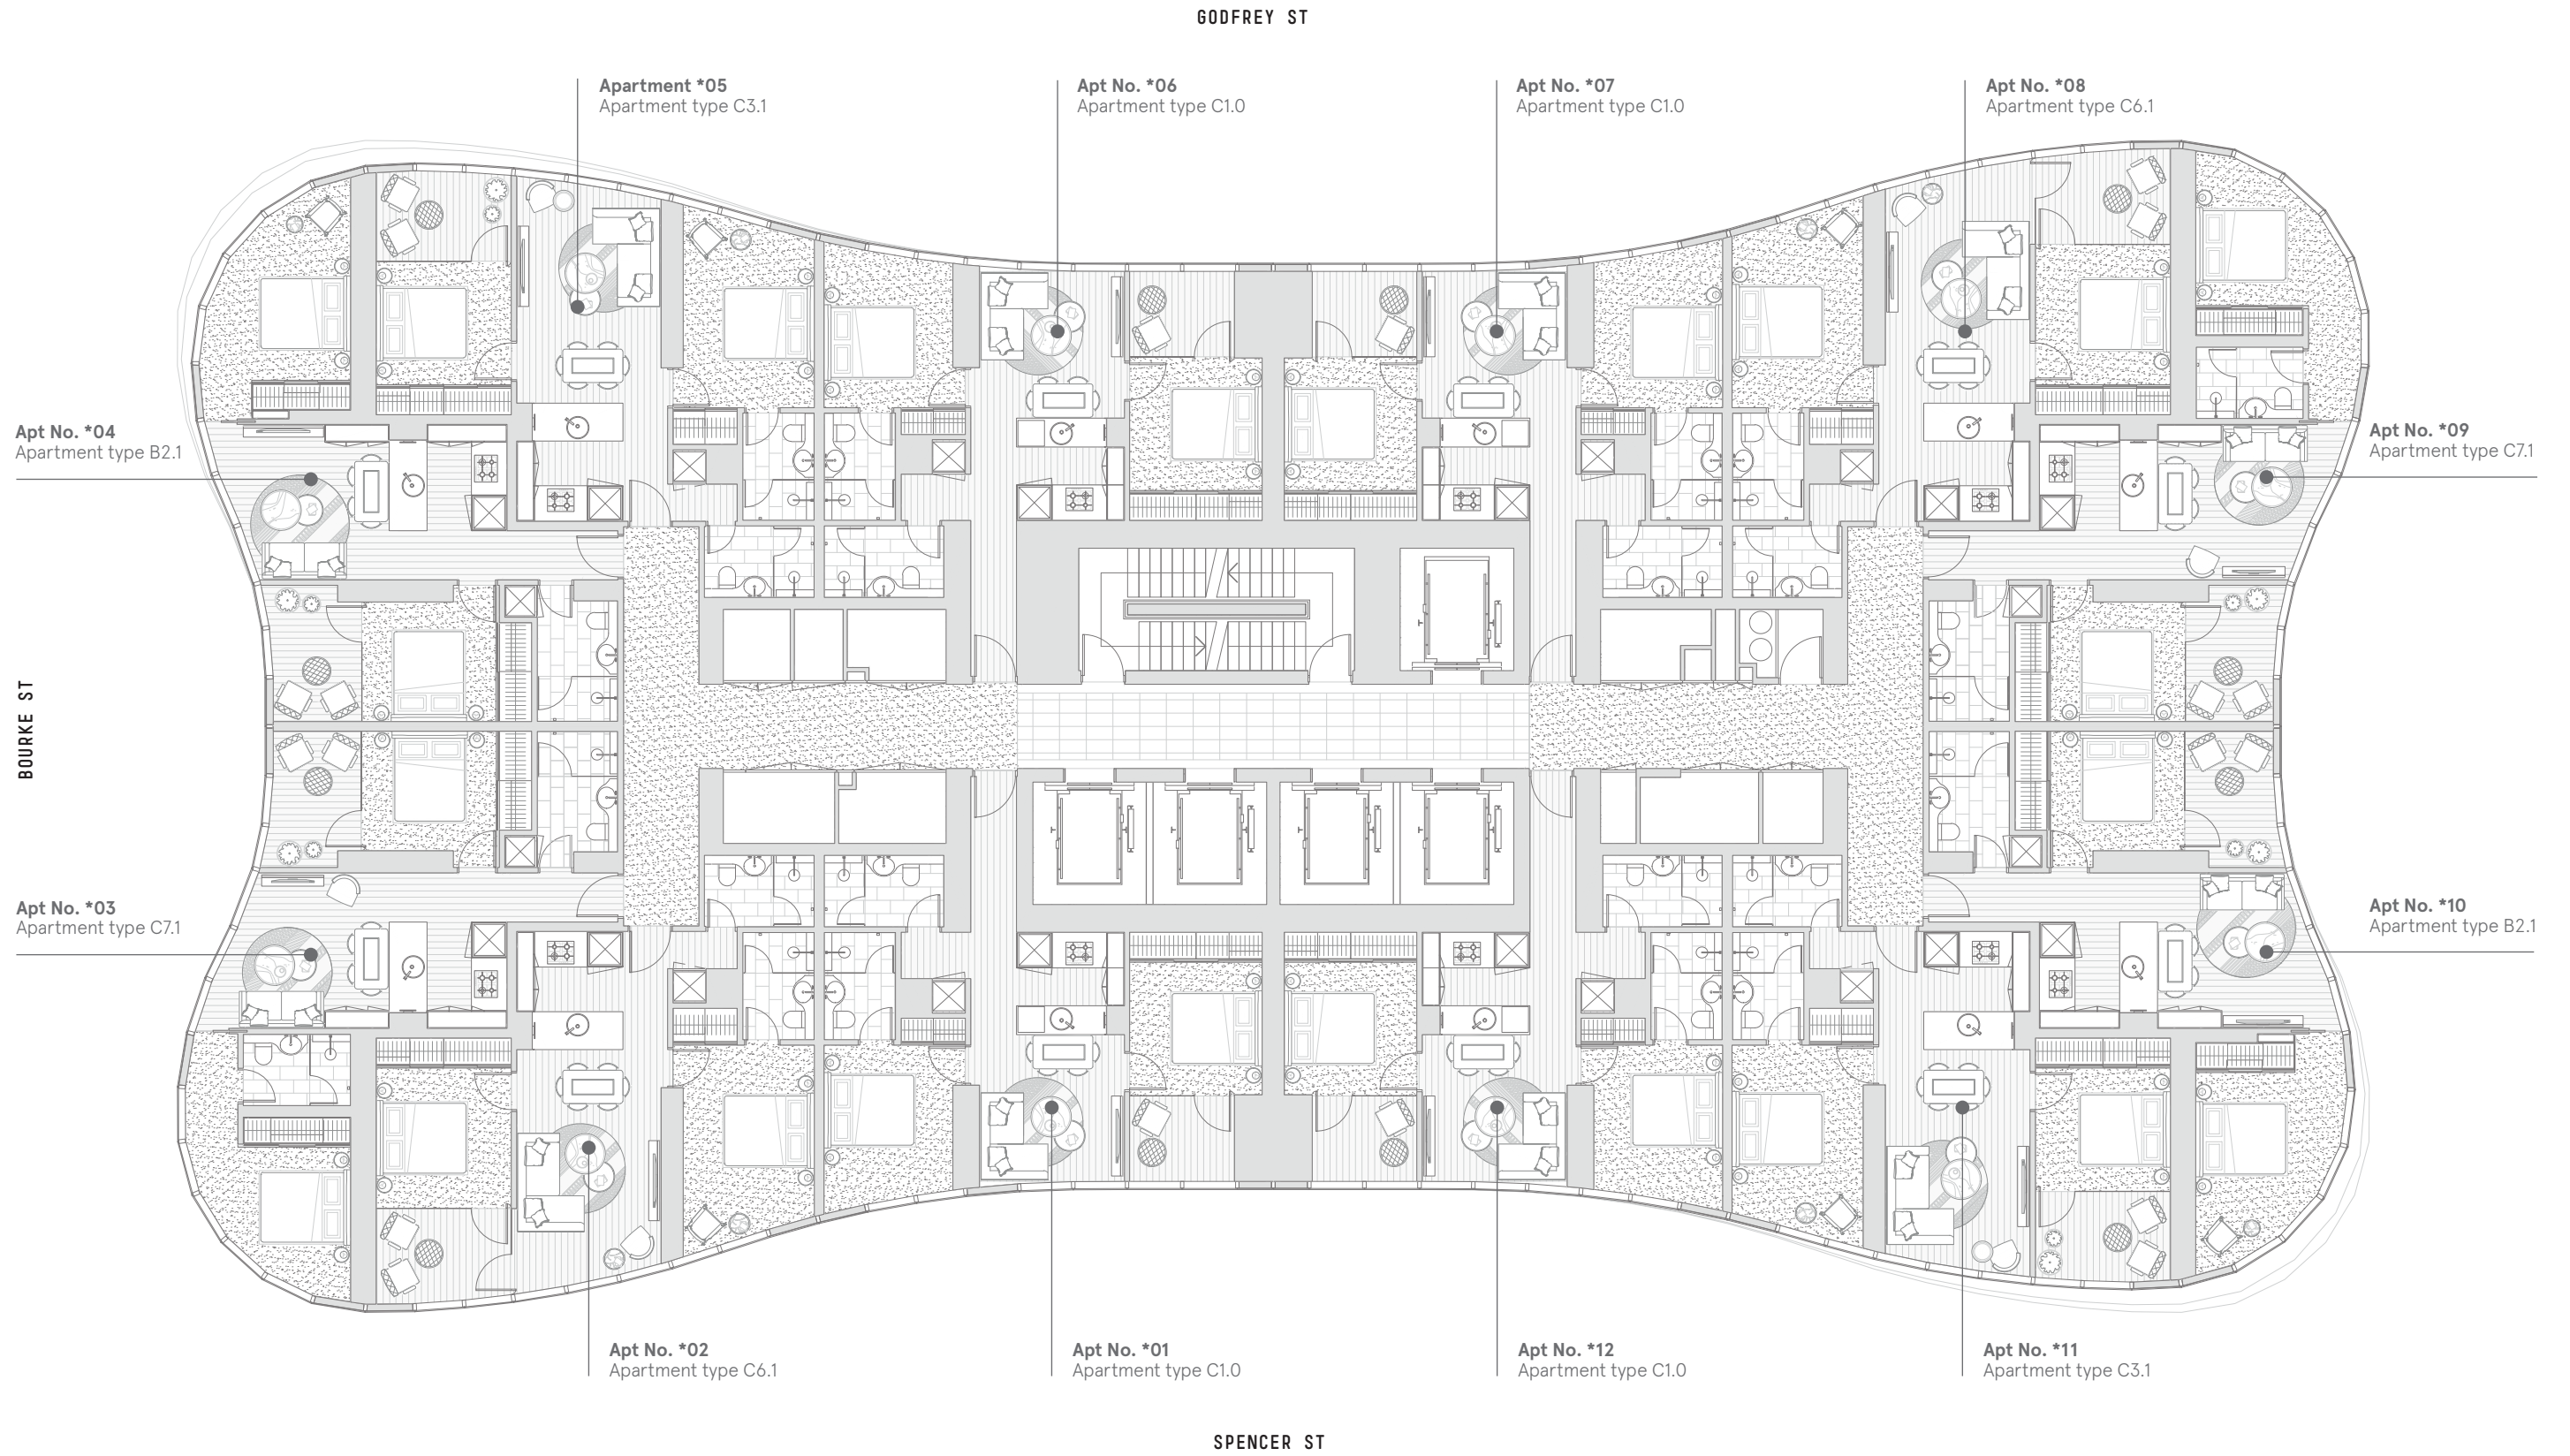 GODFREY ST
Apartment *05
Apartment type C3.1
Apt No. *06
Apartment type C1.0
Apt No. *07
Apartment type C1.0
Apt No. *08
Apartment type C6.1
Apt No. *04
Apartment type B2.1
Apt No. *09
Apartment type C7.1
BOURKE ST
Apt No. *03
Apartment type C7.1
Apt No. *10
Apartment type B2.1
Apt No. *02
Apartment type C6.1
Apt No. *01
Apartment type C1.0
Apt No. *12
Apartment type C1.0
Apt No. *11
Apartment type C3.1
SPENCER ST